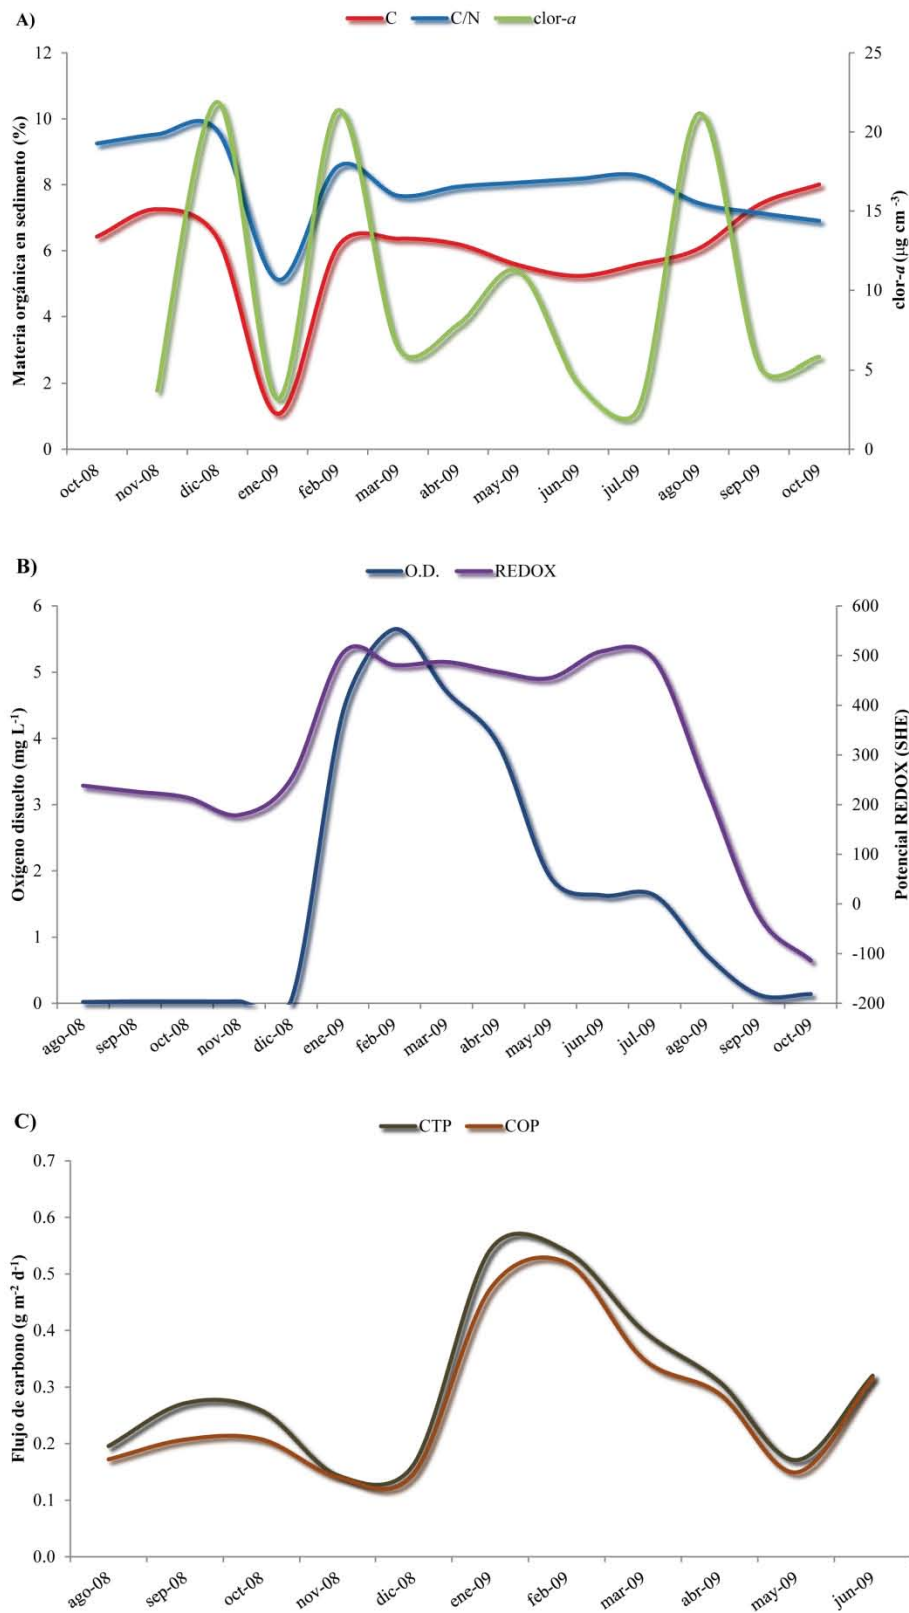 A)
C C/N clor-a
Materia orgánica en sedimento (%)
12
10
8
6
4
2
0
25
20
15
10
5
0
clor-a (µg cm⁻³)
oct-08 nov-08 dic-08 ene-09 feb-09 mar-09 abr-09 may-09 jun-09 jul-09 ago-09 sep-09 oct-09
B)
O.D. REDOX
Oxígeno disuelto (mg L⁻¹)
6
5
4
3
2
1
0
600
500
400
300
200
100
0
-100
-200
Potencial REDOX (SHE)
ago-08 sep-08 oct-08 nov-08 dic-08 ene-09 feb-09 mar-09 abr-09 may-09 jun-09 jul-09 ago-09 sep-09 oct-09
C)
CTP COP
Flujo de carbono (g m⁻² d⁻¹)
0.7
0.6
0.5
0.4
0.3
0.2
0.1
0.0
ago-08 sep-08 oct-08 nov-08 dic-08 ene-09 feb-09 mar-09 abr-09 may-09 jun-09